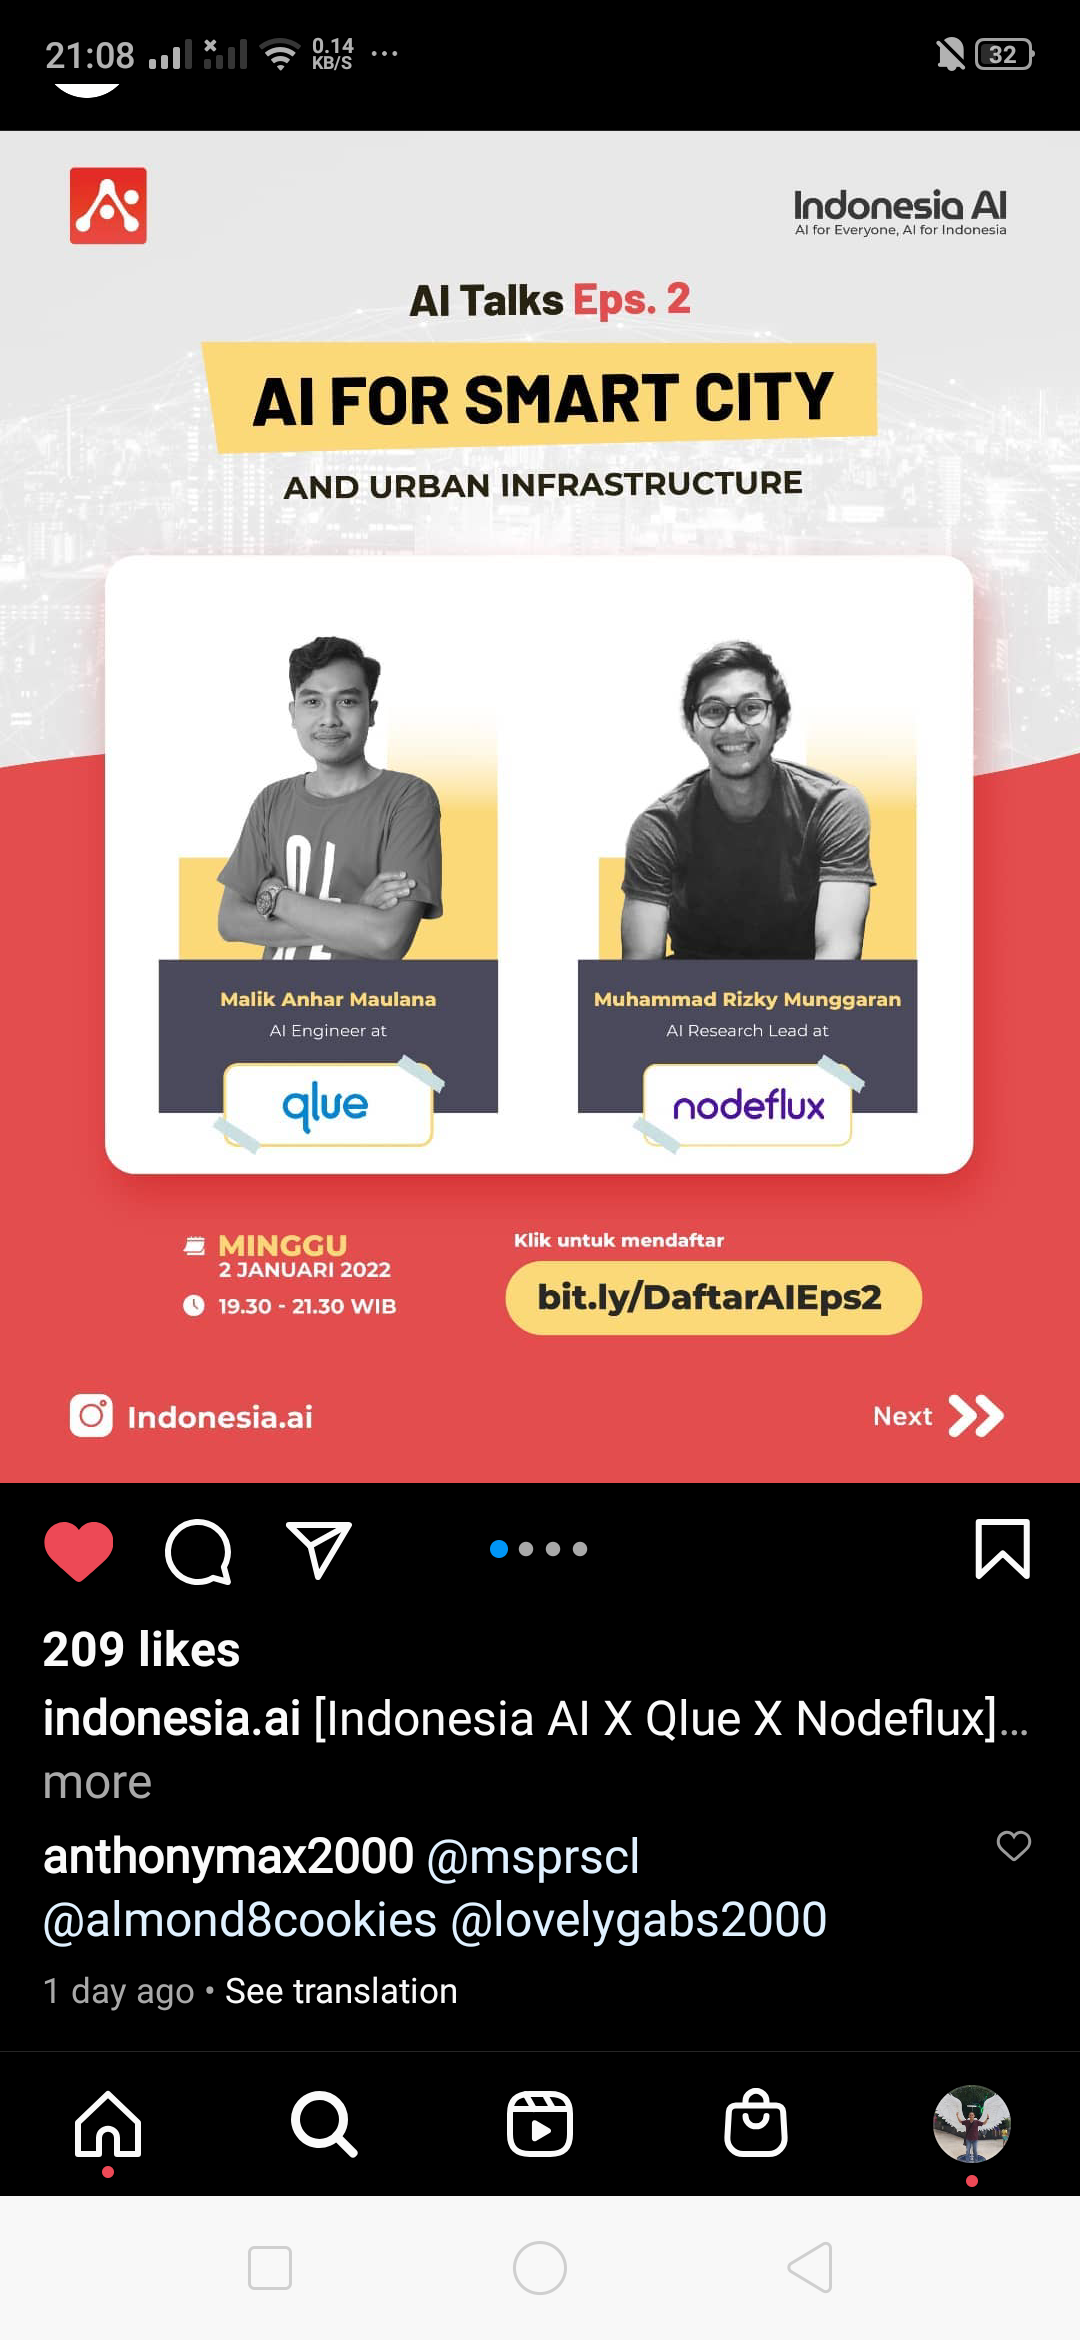 21:08
0.14
KB/S
32
Indonesia AI
AI for Everyone, AI for Indonesia
AI Talks Eps. 2
AI FOR SMART CITY
AND URBAN INFRASTRUCTURE
Malik Anhar Maulana
AI Engineer at
qlue
Muhammad Rizky Munggaran
AI Research Lead at
nodeflux
MINGGU
2 JANUARI 2022
19.30 - 21.30 WIB
Klik untuk mendaftar
bit.ly/DaftarAIEps2
Indonesia.ai
Next
209 likes
indonesia.ai [Indonesia AI X Qlue X Nodeflux]...
more
anthonymax2000 @msprscl
@almond8cookies @lovelygabs2000
1 day ago • See translation